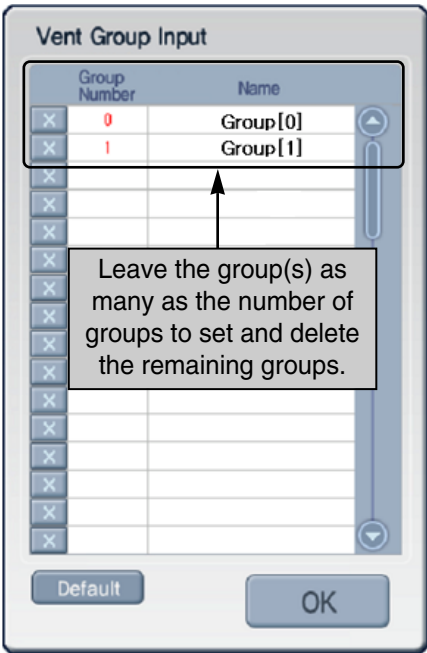 Vent Group Input
Group
Number
Name
X 0 Group[0]
X 1 Group[1]
X
X
X
X
X
X
X
X
X
X
X
X
X
X
Leave the group(s) as
many as the number of
groups to set and delete
the remaining groups.
Default
OK